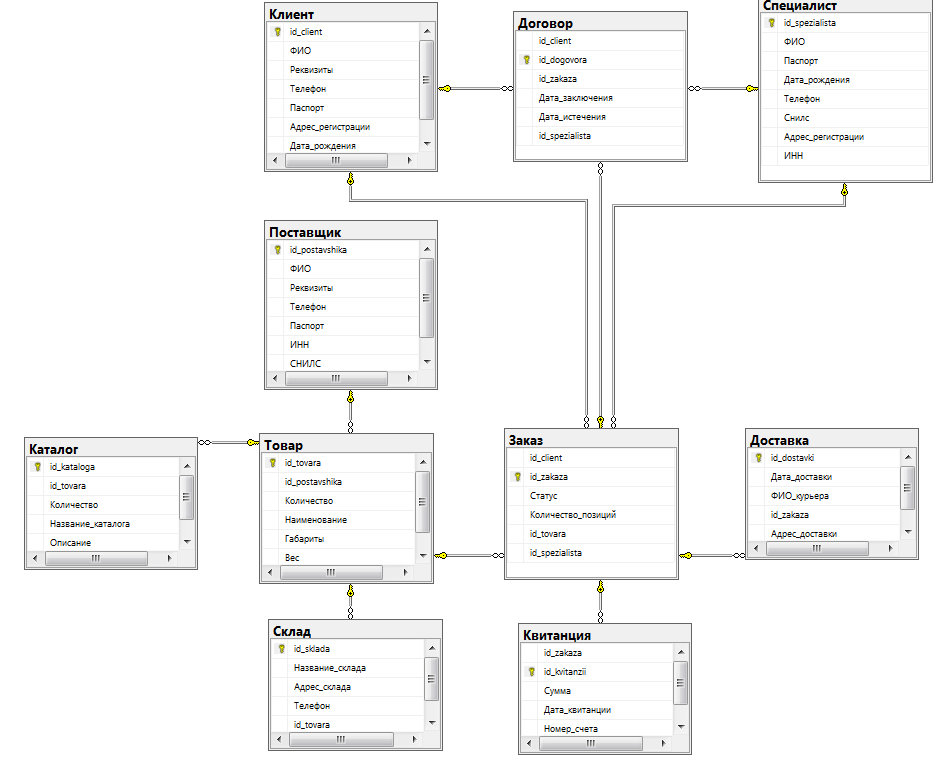 Клиент
id_client
ФИО
Реквизиты
Телефон
Паспорт
Адрес_регистрации
Дата_рождения
Договор
id_client
id_dogovora
id_zakaza
Дата_заключения
Дата_истечения
id_spezialista
Специалист
id_spezialista
ФИО
Паспорт
Дата_рождения
Телефон
Снилс
Адрес_регистрации
ИНН
Поставщик
id_postavshika
ФИО
Реквизиты
Телефон
Паспорт
ИНН
СНИЛС
Каталог
id_kataloga
id_tovara
Количество
Название_каталога
Описание
Товар
id_tovara
id_postavshika
Количество
Наименование
Габариты
Вес
Заказ
id_client
id_zakaza
Статус
Количество_позиций
id_tovara
id_spezialista
Доставка
id_dostavki
Дата_доставки
ФИО_курьера
id_zakaza
Адрес_доставки
Склад
id_sklada
Название_склада
Адрес_склада
Телефон
id_tovara
Квитанция
id_zakaza
id_kvitanzii
Сумма
Дата_квитанции
Номер_счета